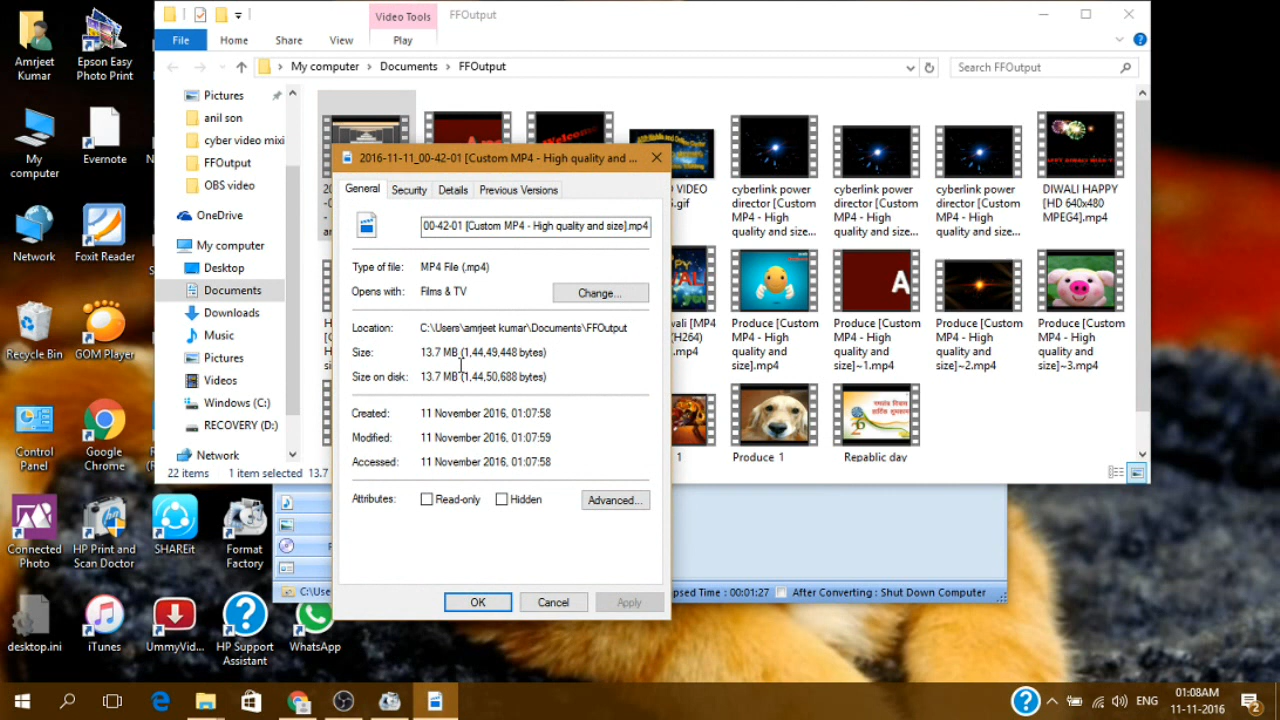 Amrjeet Kumar
Epson Easy Photo Print
My computer
Evernote
Network
Foxit Reader
Recycle Bin
GOM Player
Control Panel
Google Chrome
Connected Photo
HP Print and Scan Doctor
SHAREit
Format Factory
desktop.ini
iTunes
UmmyVid...
HP Support Assistant
WhatsApp
Video Tools
FFOutput
File
Home
Share
View
Play
My computer > Documents > FFOutput
Search FFOutput
Pictures
anil son
cyber video mixi
FFOutput
OBS video
OneDrive
My computer
Desktop
Documents
Downloads
Music
Pictures
Videos
Windows (C:)
RECOVERY (D:)
Network
22 items
1 item selected
13.7
Welcome
VIDEO
.gif
cyberlink power
director [Custom
MP4 - High
quality and
size...
cyberlink power
director [Custom
MP4 - High
quality and
size...
cyberlink power
director [Custom
MP4 - High
quality and
size...
DIWALI HAPPY
[HD 640x480
MPEG4].mp4
A
wali [MP4
(H264)
.mp4
Produce [Custom
MP4 - High
quality and
size].mp4
Produce [Custom
MP4 - High
quality and
size]~1.mp4
Produce [Custom
MP4 - High
quality and
size]~2.mp4
Produce [Custom
MP4 - High
quality and
size]~3.mp4
1
Produce 1
Repablic day
2016-11-11_00-42-01 [Custom MP4 - High quality and ...
General
Security
Details
Previous Versions
00-42-01 [Custom MP4 - High quality and size].mp4
Type of file: MP4 File (.mp4)
Opens with: Films & TV
Change...
Location: C:\Users\amrjeet kumar\Documents\FFOutput
Size: 13.7 MB (1,44,49,448 bytes)
Size on disk: 13.7 MB (1,44,50,688 bytes)
Created: 11 November 2016, 01:07:58
Modified: 11 November 2016, 01:07:59
Accessed: 11 November 2016, 01:07:58
Attributes: Read-only Hidden
Advanced...
OK
Cancel
Apply
C:\Use
psed Time : 00:01:27
After Converting : Shut Down Computer
ENG
01:08AM
11-11-2016
2